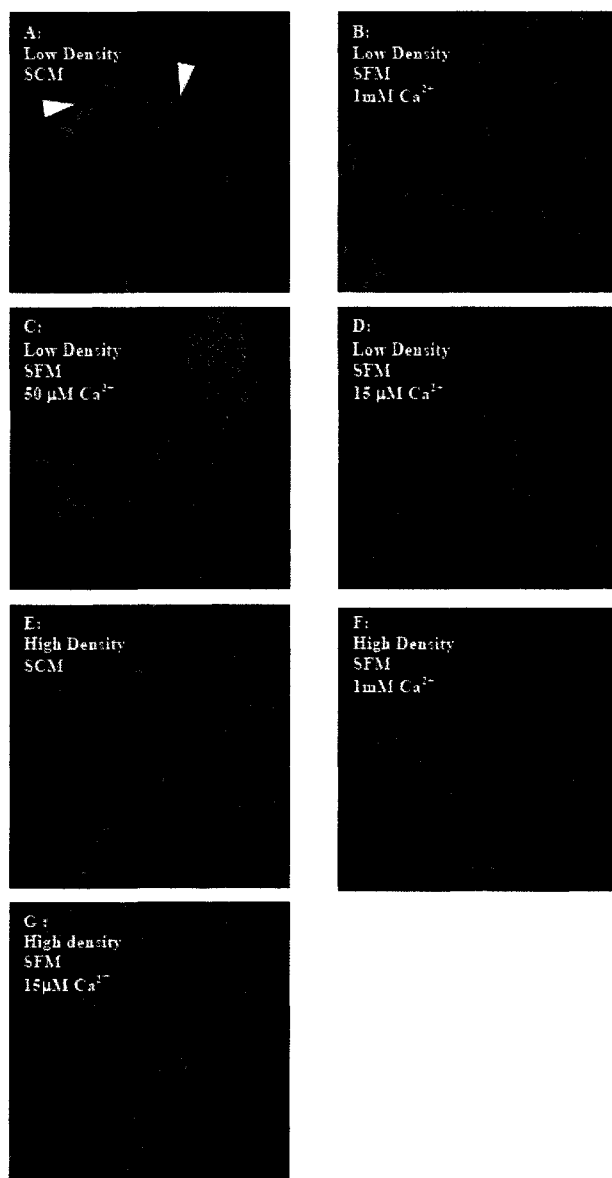 A:
Low Density
SCM
B:
Low Density
SFM
1mM Ca²⁺
C:
Low Density
SFM
50 µM Ca²⁺
D:
Low Density
SFM
15 µM Ca²⁺
E:
High Density
SCM
F:
High Density
SFM
1mM Ca²⁺
G :
High density
SFM
15µM Ca²⁺